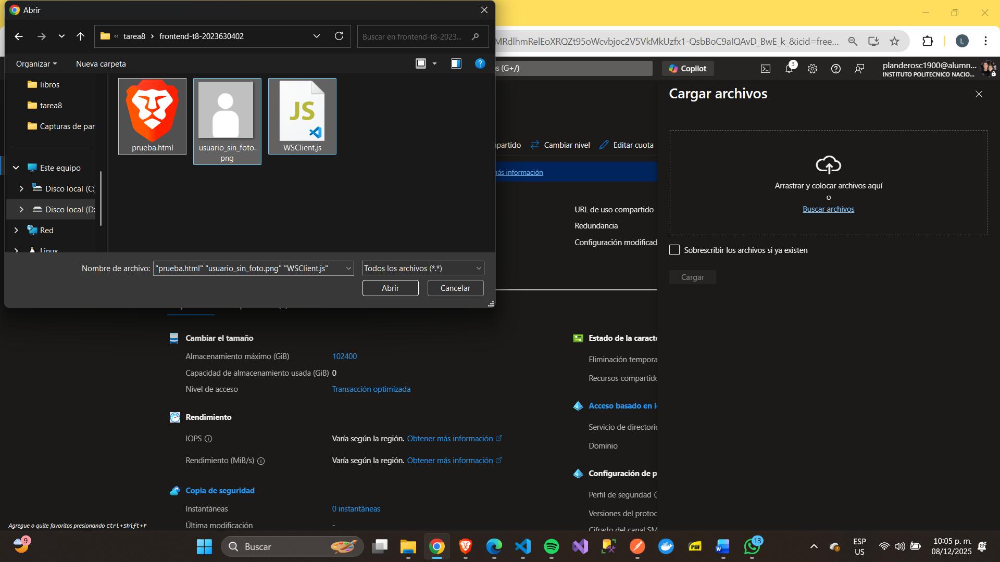 Abrir
« tarea8 › frontend-t8-2023630402
Buscar en frontend-t8-2023...
Organizar
Nueva carpeta
libros
tarea8
Capturas de pan
Este equipo
Disco local (C:)
Disco local (D:
Red
Linux
prueba.html
usuario_sin_foto.
png
JS
WSClient.js
Nombre de archivo:
"prueba.html" "usuario_sin_foto.png" "WSClient.js"
Todos los archivos (*.*)
Abrir
Cancelar
MRdlhmRelEoXRQZt95oWcvbjoc2V5VkMkUzfx1-QsbBoC9aIQAvD_BwE_k_&icid=free...
L
s (G+/)
Copilot
3
planderosc1900@alumn...
INSTITUTO POLITECNICO NACIO...
partido
Cambiar nivel
Editar cuota
más información
URL de uso compartido
Redundancia
Configuración modificad
Cargar archivos
Arrastrar y colocar archivos aquí
o
Buscar archivos
Sobrescribir los archivos si ya existen
Cargar
Cambiar el tamaño
Almacenamiento máximo (GiB)
102400
Capacidad de almacenamiento usada (GiB)
0
Nivel de acceso
Transacción optimizada
Rendimiento
IOPS
Varía según la región. Obtener más información
Rendimiento (MiB/s)
Varía según la región. Obtener más información
Copia de seguridad
Instantáneas
0 instantáneas
Última modificación
-
Estado de la caracte
Eliminación tempora
Recursos compartido
Acceso basado en i
Servicio de directorio
Dominio
Configuración de p
Perfil de seguridad
Versiones del protoc
Cifrado del canal SM
Agregue o quite favoritos presionando Ctrl+Shift+F
9
Buscar
PDF
13
ESP
US
10:05 p. m.
08/12/2025